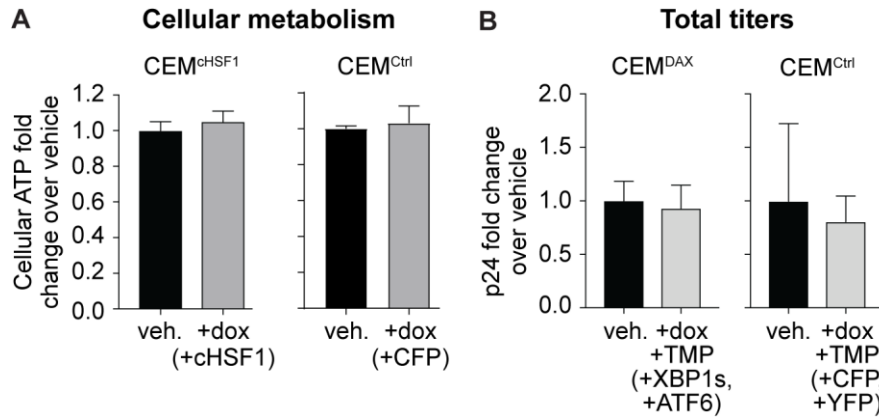 A Cellular metabolism
CEMcHSF1 CEMCtrl
Cellular ATP fold
change over vehicle
1.2
1.0
0.8
0.6
0.4
0.2
0.0
veh. +dox
(+cHSF1)
veh. +dox
(+CFP)
B Total titers
CEMDAX CEMCtrl
p24 fold change
over vehicle
2.0
1.5
1.0
0.5
0.0
veh. +dox
+TMP
(+XBP1s,
+ATF6)
veh. +dox
+TMP
(+CFP
+YFP)